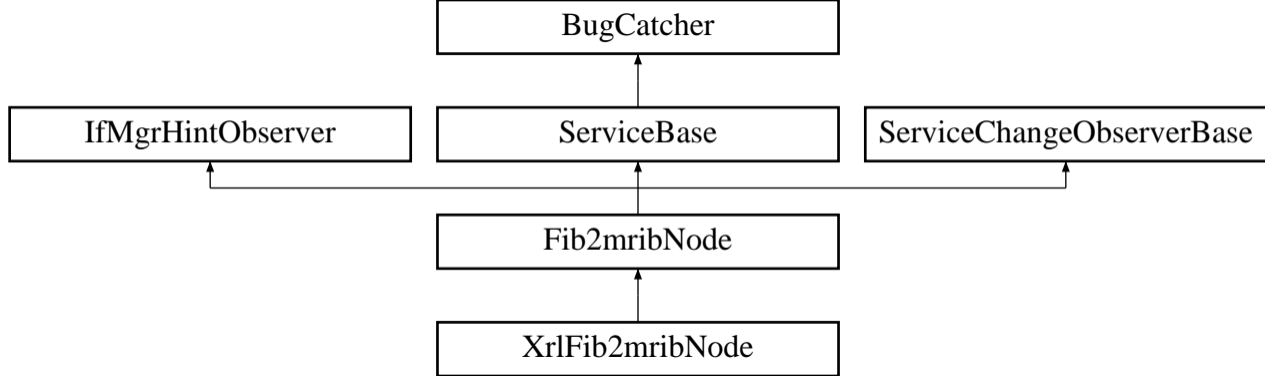 BugCatcher
IfMgrHintObserver
ServiceBase
ServiceChangeObserverBase
Fib2mribNode
XrlFib2mribNode